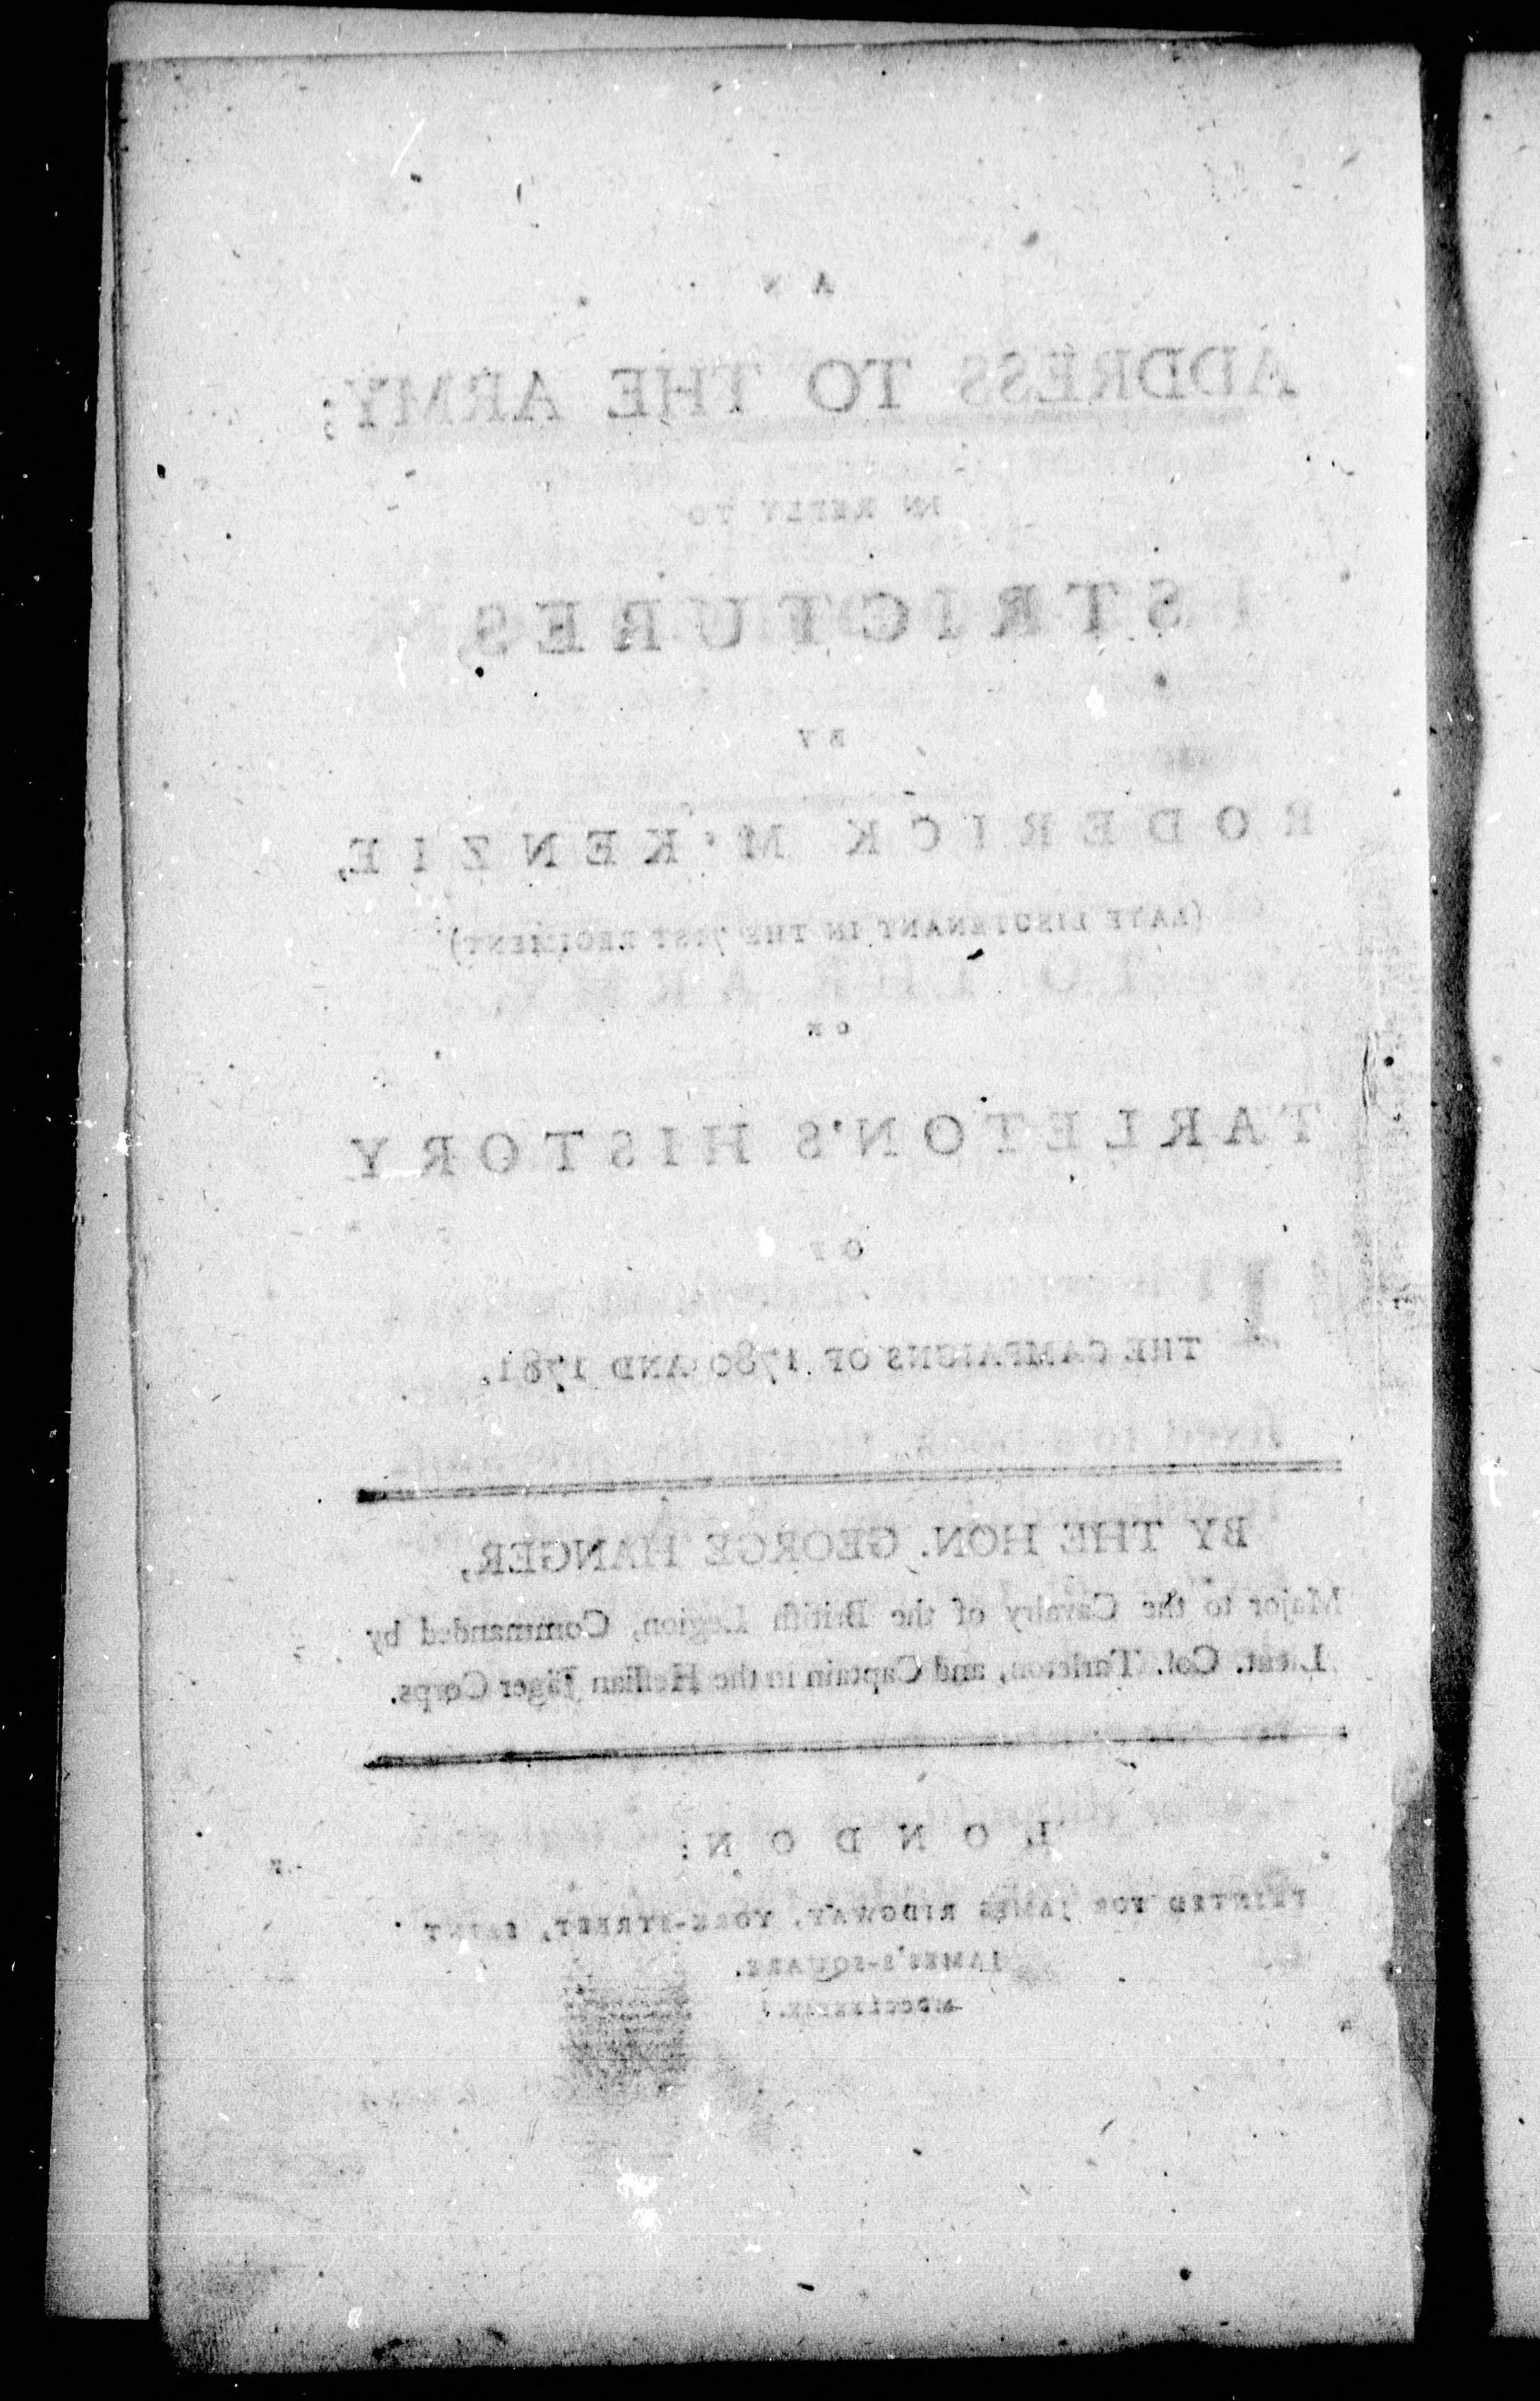 AN
ADDRESS TO THE ARMY;
IN REPLY TO
STRICTURES
BY
RODERICK M'KENZIE,
(LATE LIEUTENANT IN THE 71ST REGIMENT)
ON
TARLETON'S HISTORY
OF
THE CAMPAIGNS OF 1780 AND 1781.
BY THE HON. GEORGE HANGER,
Major to the Cavalry of the British Legion, Commanded by
Lieut. Col. Tarleton, and Captain in the Hessian Jäger Corps.
LONDON:
PRINTED FOR JAMES RIDGWAY, YORK-STREET, SAINT
JAMES'S-SQUARE.
MDCCLXXXIX.